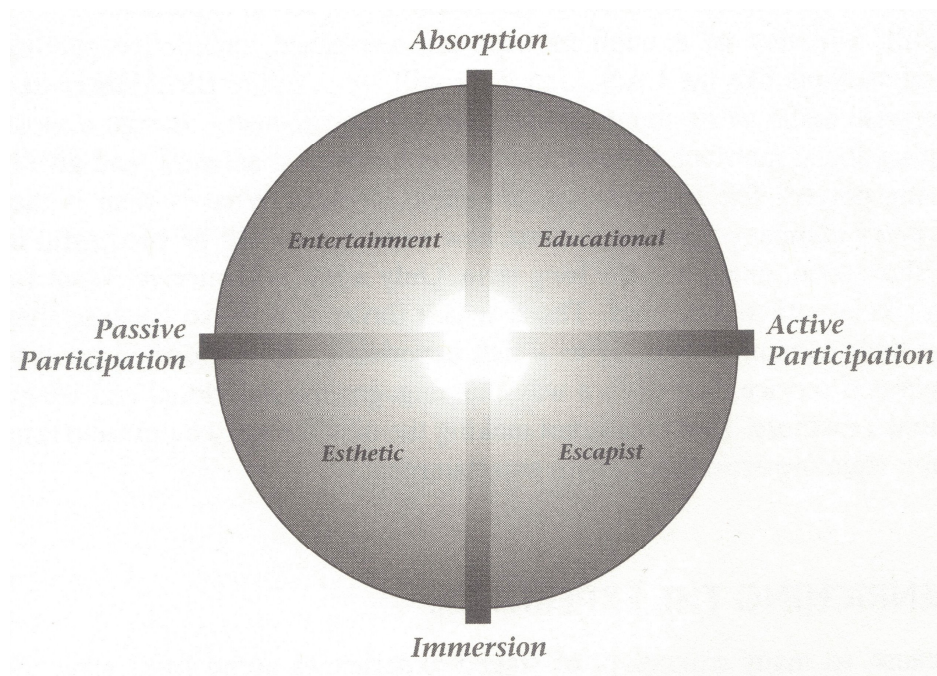 Absorption
Entertainment
Educational
Passive
Participation
Active
Participation
Esthetic
Escapist
Immersion